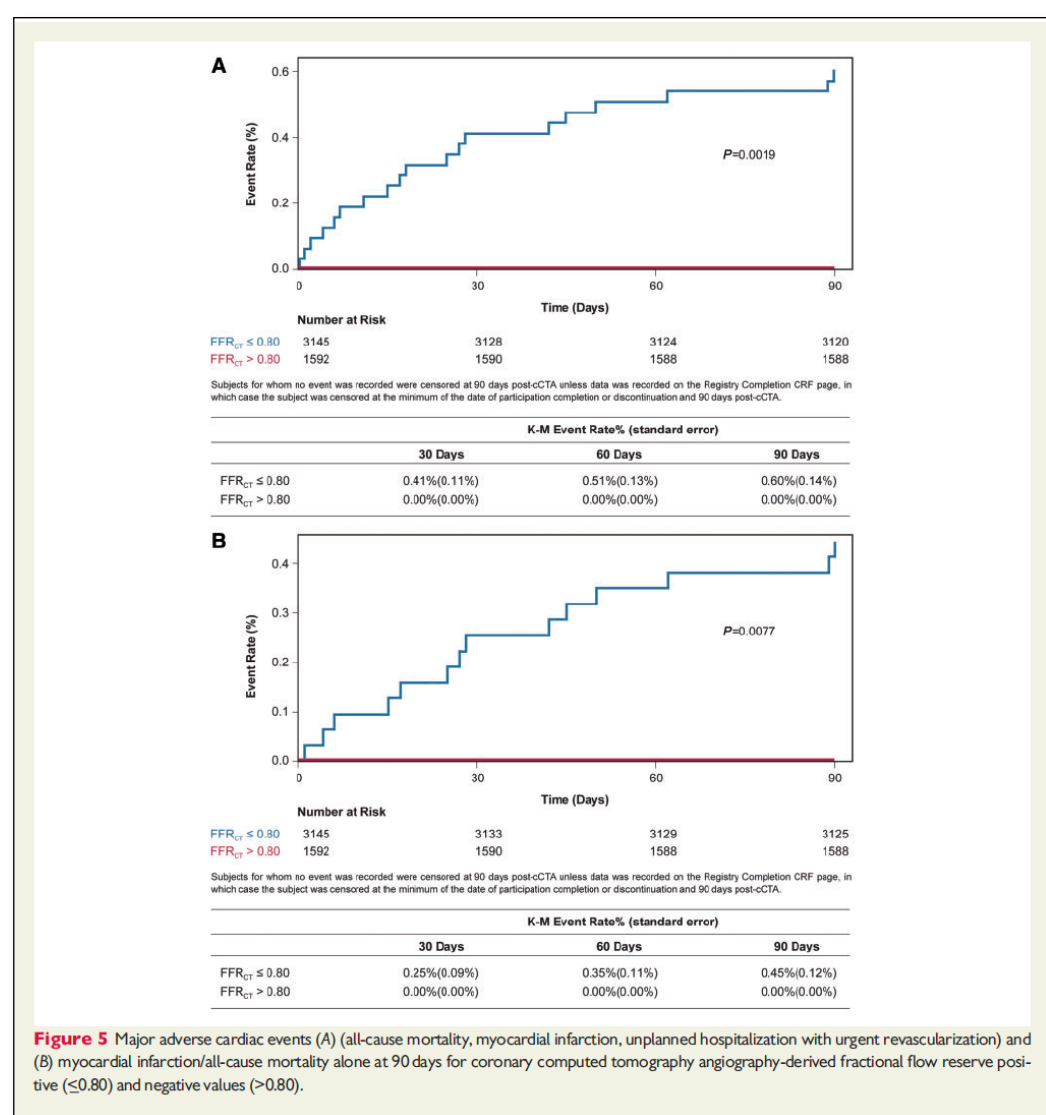 A
0.6
0.4
0.2
0.0
Event Rate (%)
P=0.0019
0 30 60 90
Time (Days)
Number at Risk
FFRCT ≤ 0.80 3145 3128 3124 3120
FFRCT > 0.80 1592 1590 1588 1588
Subjects for whom no event was recorded were censored at 90 days post-cCTA unless data was recorded on the Registry Completion CRF page, in
which case the subject was censored at the minimum of the date of participation completion or discontinuation and 90 days post-cCTA.
K-M Event Rate% (standard error)
30 Days 60 Days 90 Days
FFRCT ≤ 0.80 0.41%(0.11%) 0.51%(0.13%) 0.60%(0.14%)
FFRCT > 0.80 0.00%(0.00%) 0.00%(0.00%) 0.00%(0.00%)
B
0.4
0.3
0.2
0.1
0.0
Event Rate (%)
P=0.0077
0 30 60 90
Time (Days)
Number at Risk
FFRCT ≤ 0.80 3145 3133 3129 3125
FFRCT > 0.80 1592 1590 1588 1588
Subjects for whom no event was recorded were censored at 90 days post-cCTA unless data was recorded on the Registry Completion CRF page, in
which case the subject was censored at the minimum of the date of participation completion or discontinuation and 90 days post-cCTA.
K-M Event Rate% (standard error)
30 Days 60 Days 90 Days
FFRCT ≤ 0.80 0.25%(0.09%) 0.35%(0.11%) 0.45%(0.12%)
FFRCT > 0.80 0.00%(0.00%) 0.00%(0.00%) 0.00%(0.00%)
Figure 5 Major adverse cardiac events (A) (all-cause mortality, myocardial infarction, unplanned hospitalization with urgent revascularization) and
(B) myocardial infarction/all-cause mortality alone at 90 days for coronary computed tomography angiography-derived fractional flow reserve posi-
tive (≤0.80) and negative values (>0.80).